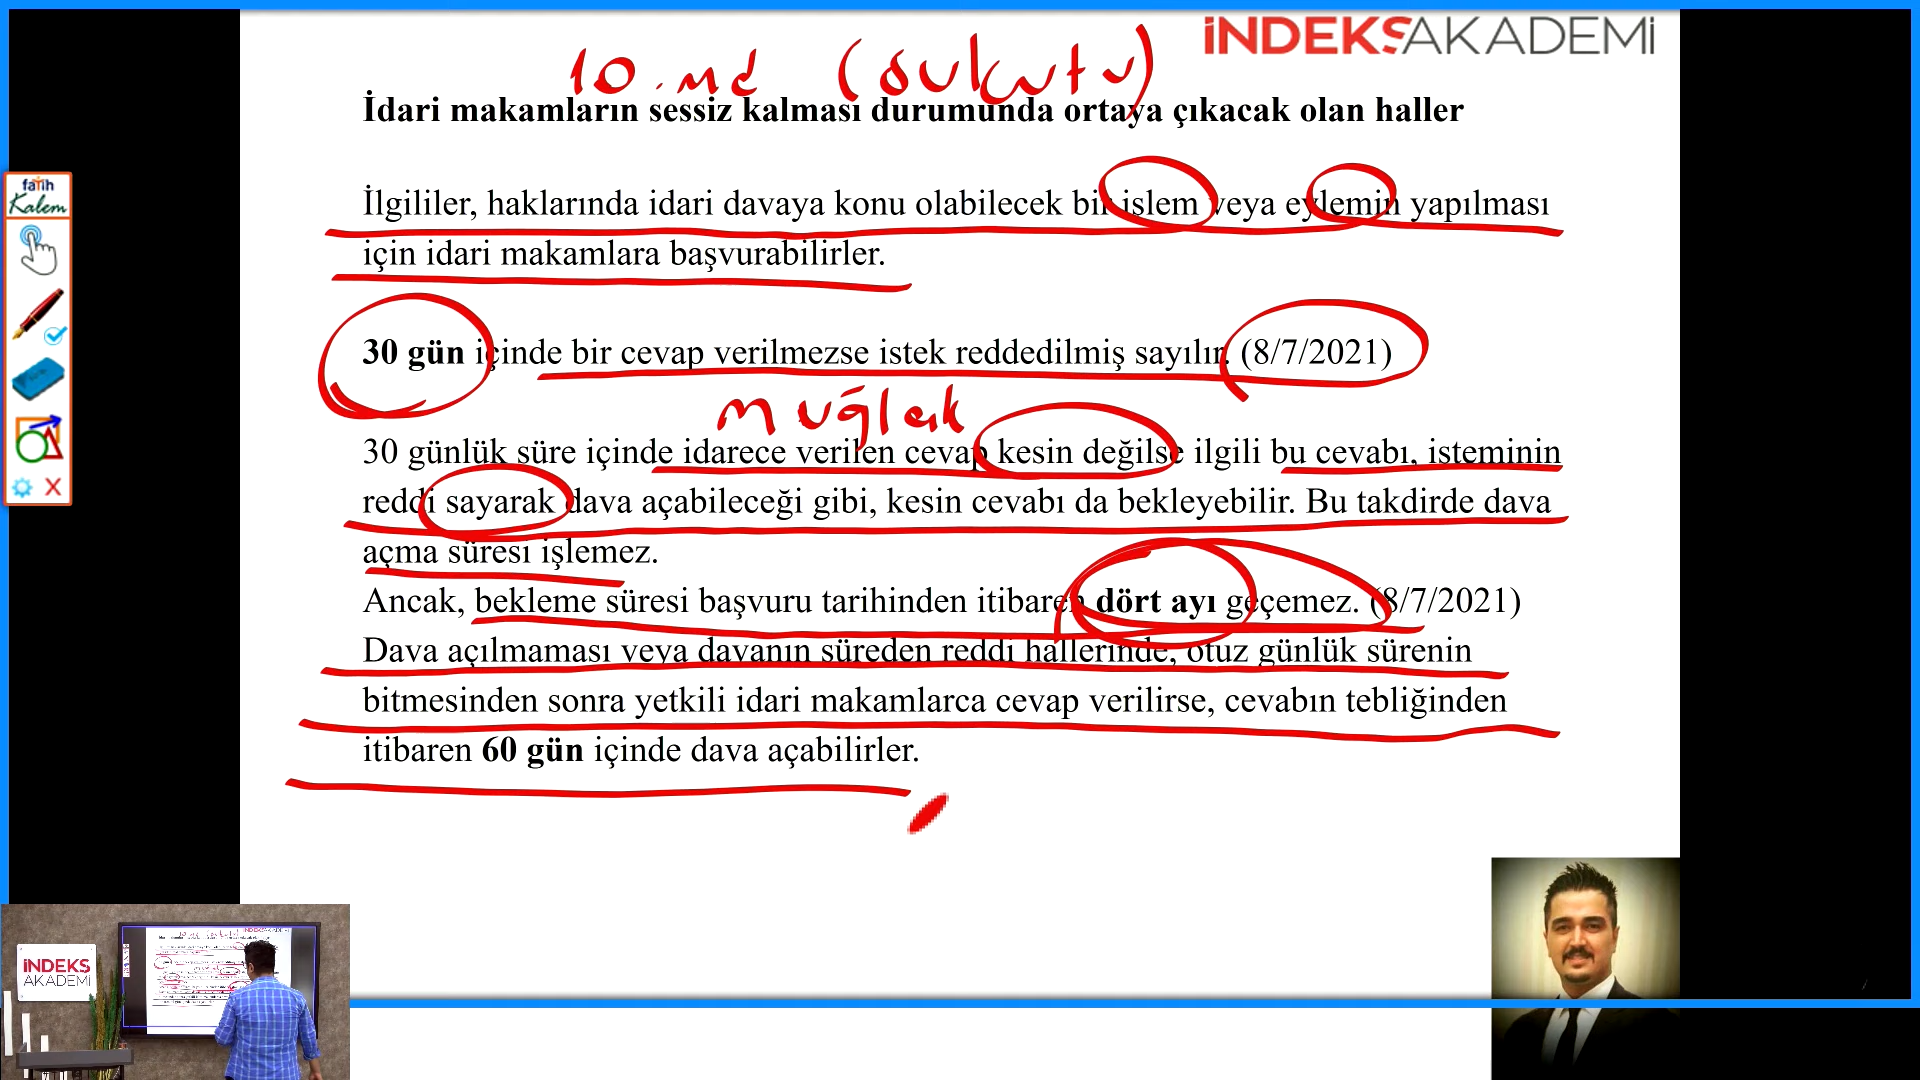 İNDEKSAKADEMİ
10.md (sukutu)
İdari makamların sessiz kalması durumunda ortaya çıkacak olan haller
İlgililer, haklarında idari davaya konu olabilecek bir işlem veya eylemin yapılması
için idari makamlara başvurabilirler.
30 gün içinde bir cevap verilmezse istek reddedilmiş sayılır. (8/7/2021)
muğlak
30 günlük süre içinde idarece verilen cevap kesin değilse ilgili bu cevabı, isteminin
reddi sayarak dava açabileceği gibi, kesin cevabı da bekleyebilir. Bu takdirde dava
açma süresi işlemez.
Ancak, bekleme süresi başvuru tarihinden itibaren dört ayı geçemez. (8/7/2021)
Dava açılmaması veya davanın süreden reddi hallerinde, otuz günlük sürenin
bitmesinden sonra yetkili idari makamlarca cevap verilirse, cevabın tebliğinden
itibaren 60 gün içinde dava açabilirler.
fatih
Kalem
İNDEKS
AKADEMİ